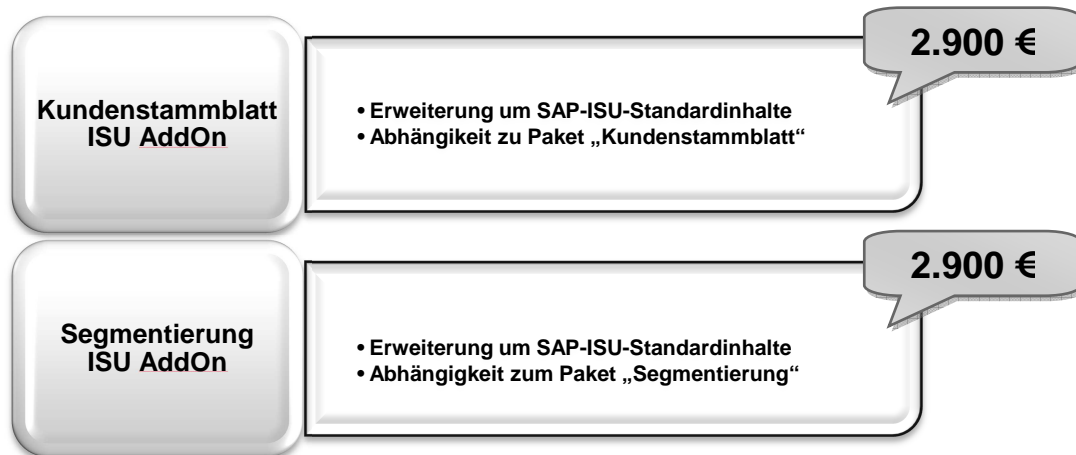 2.900 €
Kundenstammblatt
ISU AddOn
• Erweiterung um SAP-ISU-Standardinhalte
• Abhängikeit zu Paket „Kundenstammblatt“
2.900 €
Segmentierung
ISU AddOn
• Erweiterung um SAP-ISU-Standardinhalte
• Abhängigkeit zum Paket „Segmentierung“